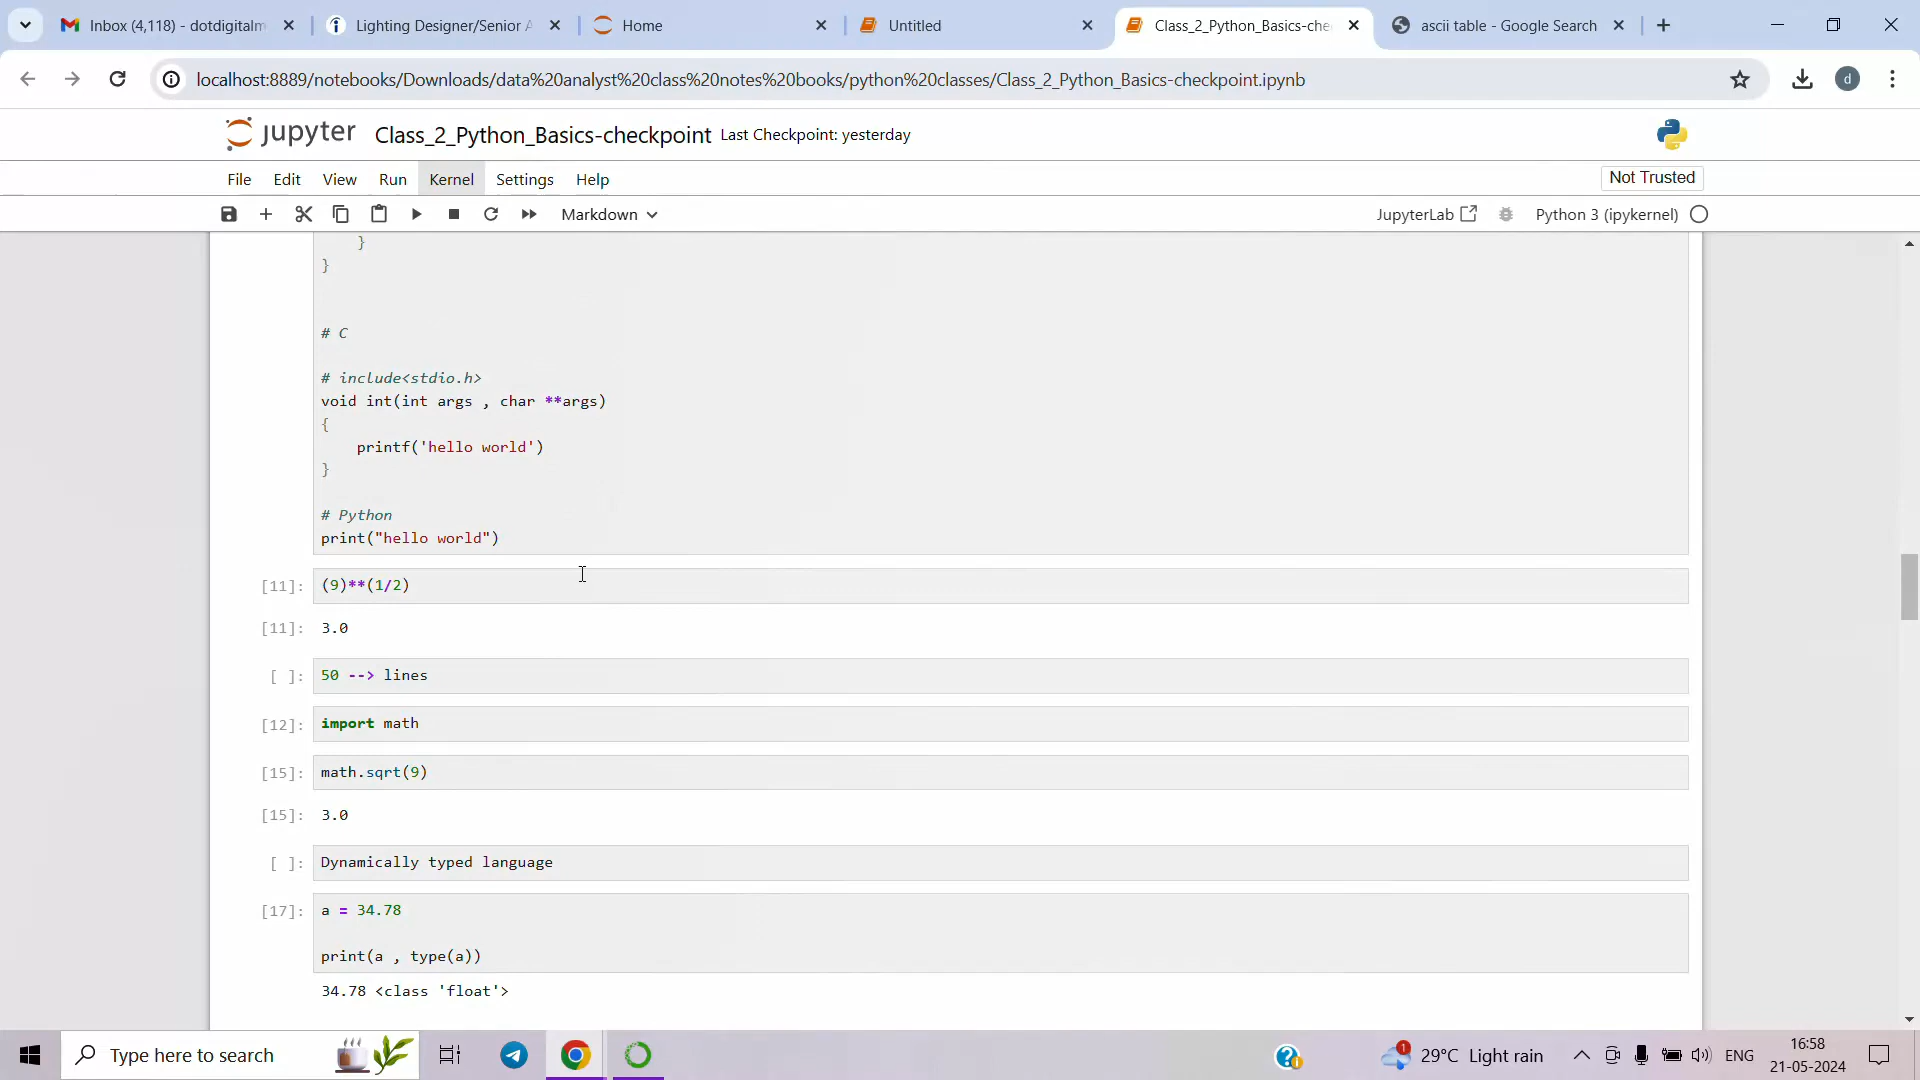 Inbox (4,118) - dotdigitalm
Lighting Designer/Senior A
Home
Untitled
Class_2_Python_Basics-che
ascii table - Google Search
localhost:8889/notebooks/Downloads/data%20analyst%20class%20notes%20books/python%20classes/Class_2_Python_Basics-checkpoint.ipynb
d
jupyter Class_2_Python_Basics-checkpoint Last Checkpoint: yesterday
File Edit View Run Kernel Settings Help
Not Trusted
Markdown
JupyterLab
Python 3 (ipykernel)
}
}
# C
# include<stdio.h>
void int(int args , char **args)
{
printf('hello world')
}
# Python
print("hello world")
[11]: (9)**(1/2)
[11]: 3.0
[ ]: 50 --> lines
[12]: import math
[15]: math.sqrt(9)
[15]: 3.0
[ ]: Dynamically typed language
[17]: a = 34.78
print(a , type(a))
34.78 <class 'float'>
Type here to search
1
29°C Light rain
ENG
16:58
21-05-2024